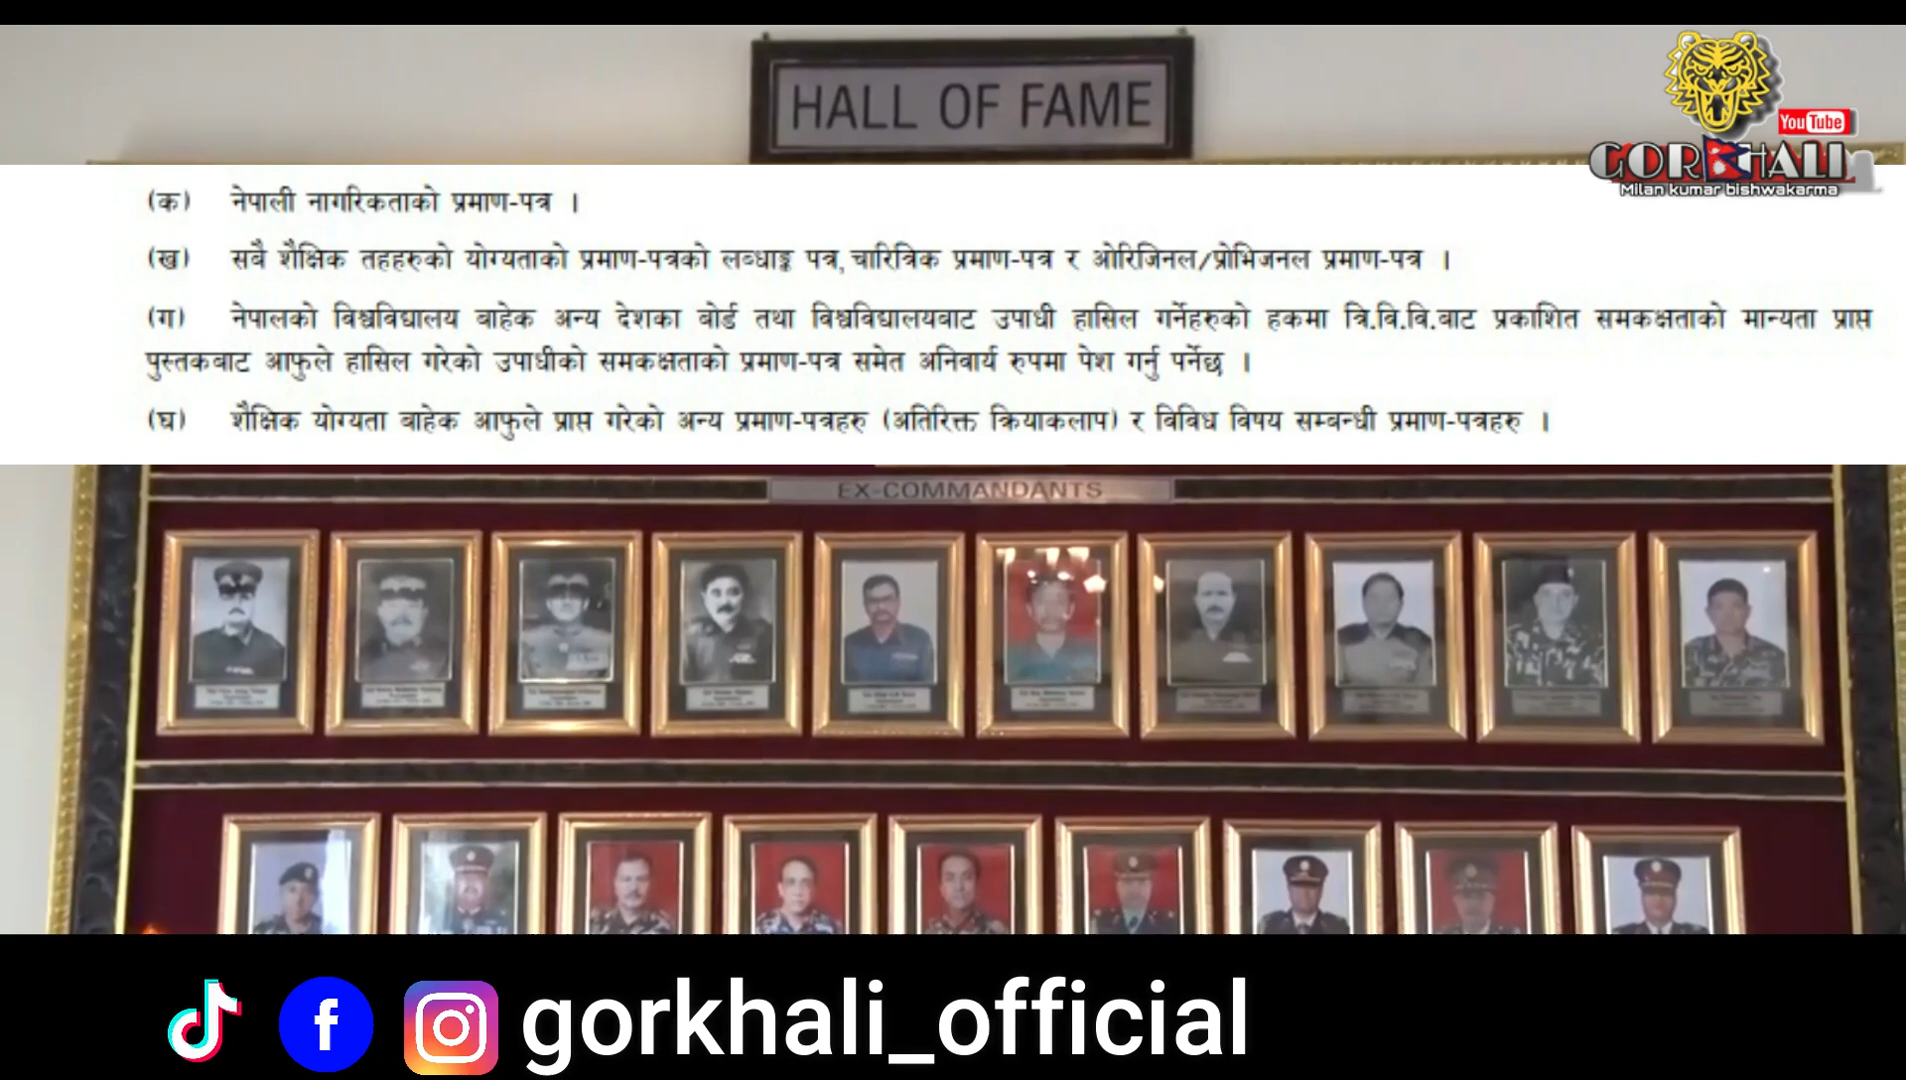 HALL OF FAME
YouTube
GORKHALI
Milan kumar bishwakarma
(क) नेपाली नागरिकताको प्रमाण-पत्र ।
(ख) सबै शैक्षिक तहहरुको योग्यताको प्रमाण-पत्रको लब्धाङ्क पत्र, चारित्रिक प्रमाण-पत्र र ओरिजिनल/प्रोभिजनल प्रमाण-पत्र ।
(ग) नेपालको विश्वविद्यालय बाहेक अन्य देशका बोर्ड तथा विश्वविद्यालयबाट उपाधी हासिल गर्नेहरुको हकमा त्रि.वि.वि.बाट प्रकाशित समकक्षताको मान्यता प्राप्त
पुस्तकबाट आफुले हासिल गरेको उपाधीको समकक्षताको प्रमाण-पत्र समेत अनिवार्य रुपमा पेश गर्नु पर्नेछ ।
(घ) शैक्षिक योग्यता बाहेक आफुले प्राप्त गरेको अन्य प्रमाण-पत्रहरु (अतिरिक्त क्रियाकलाप) र विविध विषय सम्बन्धी प्रमाण-पत्रहरु ।
EX-COMMANDANTS
gorkhali_official